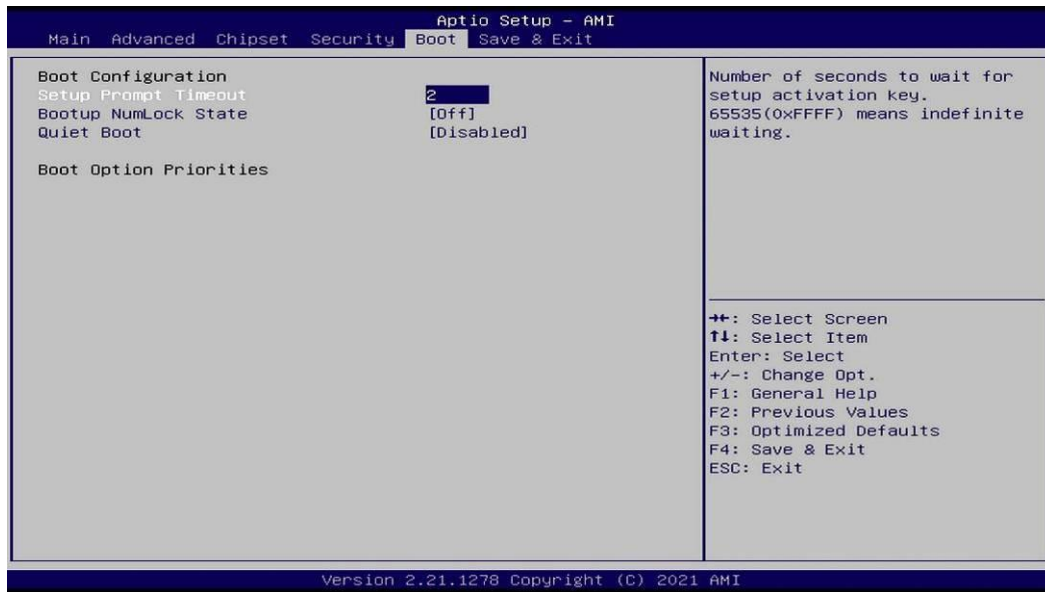 Aptio Setup – AMI
Main Advanced Chipset Security Boot Save & Exit
Boot Configuration
Setup Prompt Timeout 2
Bootup NumLock State [Off]
Quiet Boot [Disabled]
Boot Option Priorities
Number of seconds to wait for
setup activation key.
65535(0xFFFF) means indefinite
waiting.
→←: Select Screen
↑↓: Select Item
Enter: Select
+/-: Change Opt.
F1: General Help
F2: Previous Values
F3: Optimized Defaults
F4: Save & Exit
ESC: Exit
Version 2.21.1278 Copyright (C) 2021 AMI